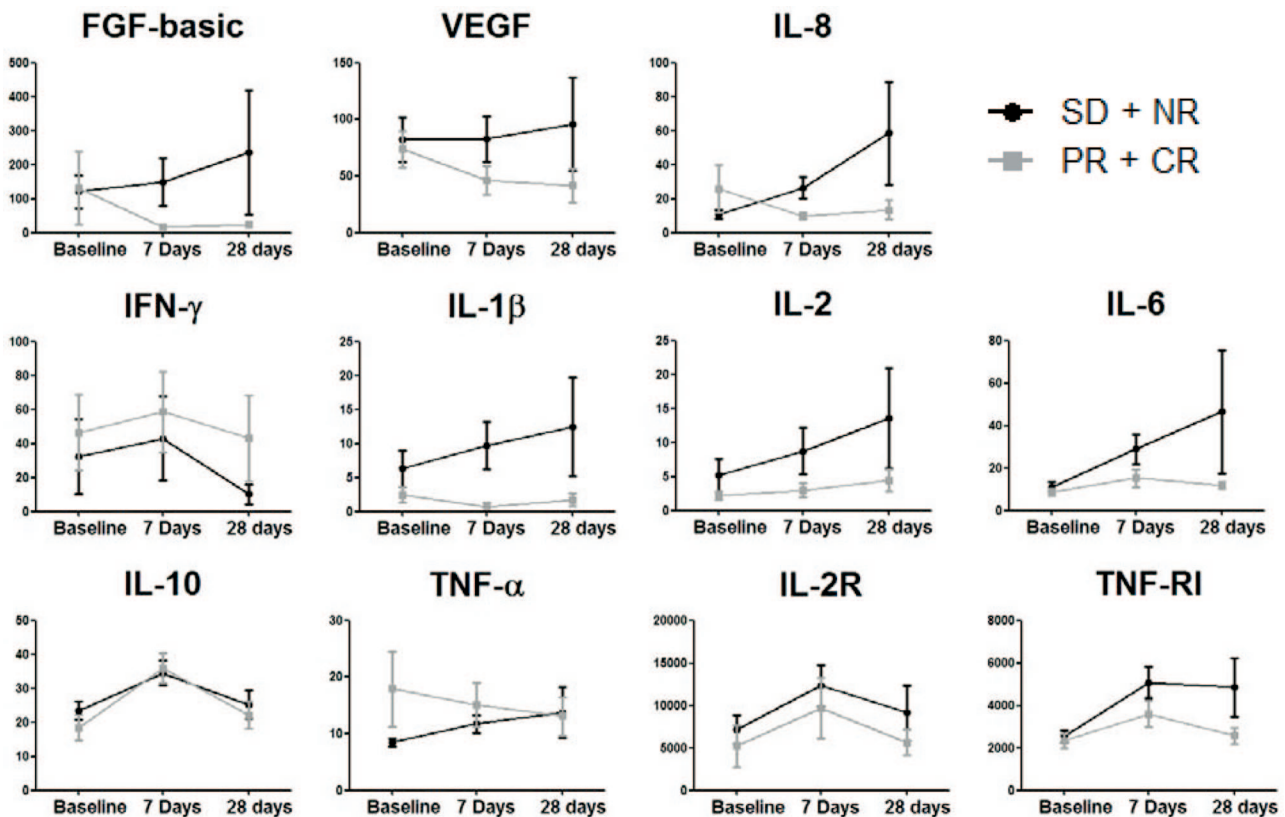 FGF-basic VEGF IL-8
500 400 300 200 100 0
150 100 50 0
100 80 60 40 20 0
SD + NR
PR + CR
Baseline 7 Days 28 days Baseline 7 Days 28 days Baseline 7 Days 28 days
IFN-γ IL-1β IL-2 IL-6
100 80 60 40 20 0
25 20 15 10 5 0
25 20 15 10 5 0
80 60 40 20 0
Baseline 7 Days 28 days Baseline 7 Days 28 days Baseline 7 Days 28 days Baseline 7 Days 28 days
IL-10 TNF-α IL-2R TNF-RI
50 40 30 20 10 0
30 20 10 0
20000 15000 10000 5000 0
8000 6000 4000 2000 0
Baseline 7 Days 28 days Baseline 7 Days 28 days Baseline 7 Days 28 days Baseline 7 Days 28 days